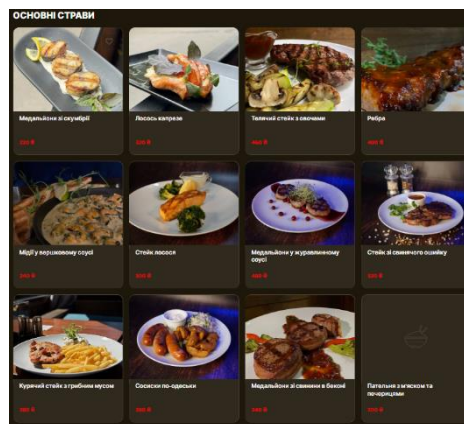 ОСНОВНІ СТРАВИ
Медальйони зі скумбрії
Лосось капрезе
Телячий стейк з овочами
Ребра
Мідії у вершковому соусі
Стейк лосося
Медальйони у журавлинному
соусі
Стейк зі свинячого ошийку
Курячий стейк з грибним мусом
Сосиски по-одеськи
Медальйони зі свинини в беконі
Пательня з м'яском та
печерицями